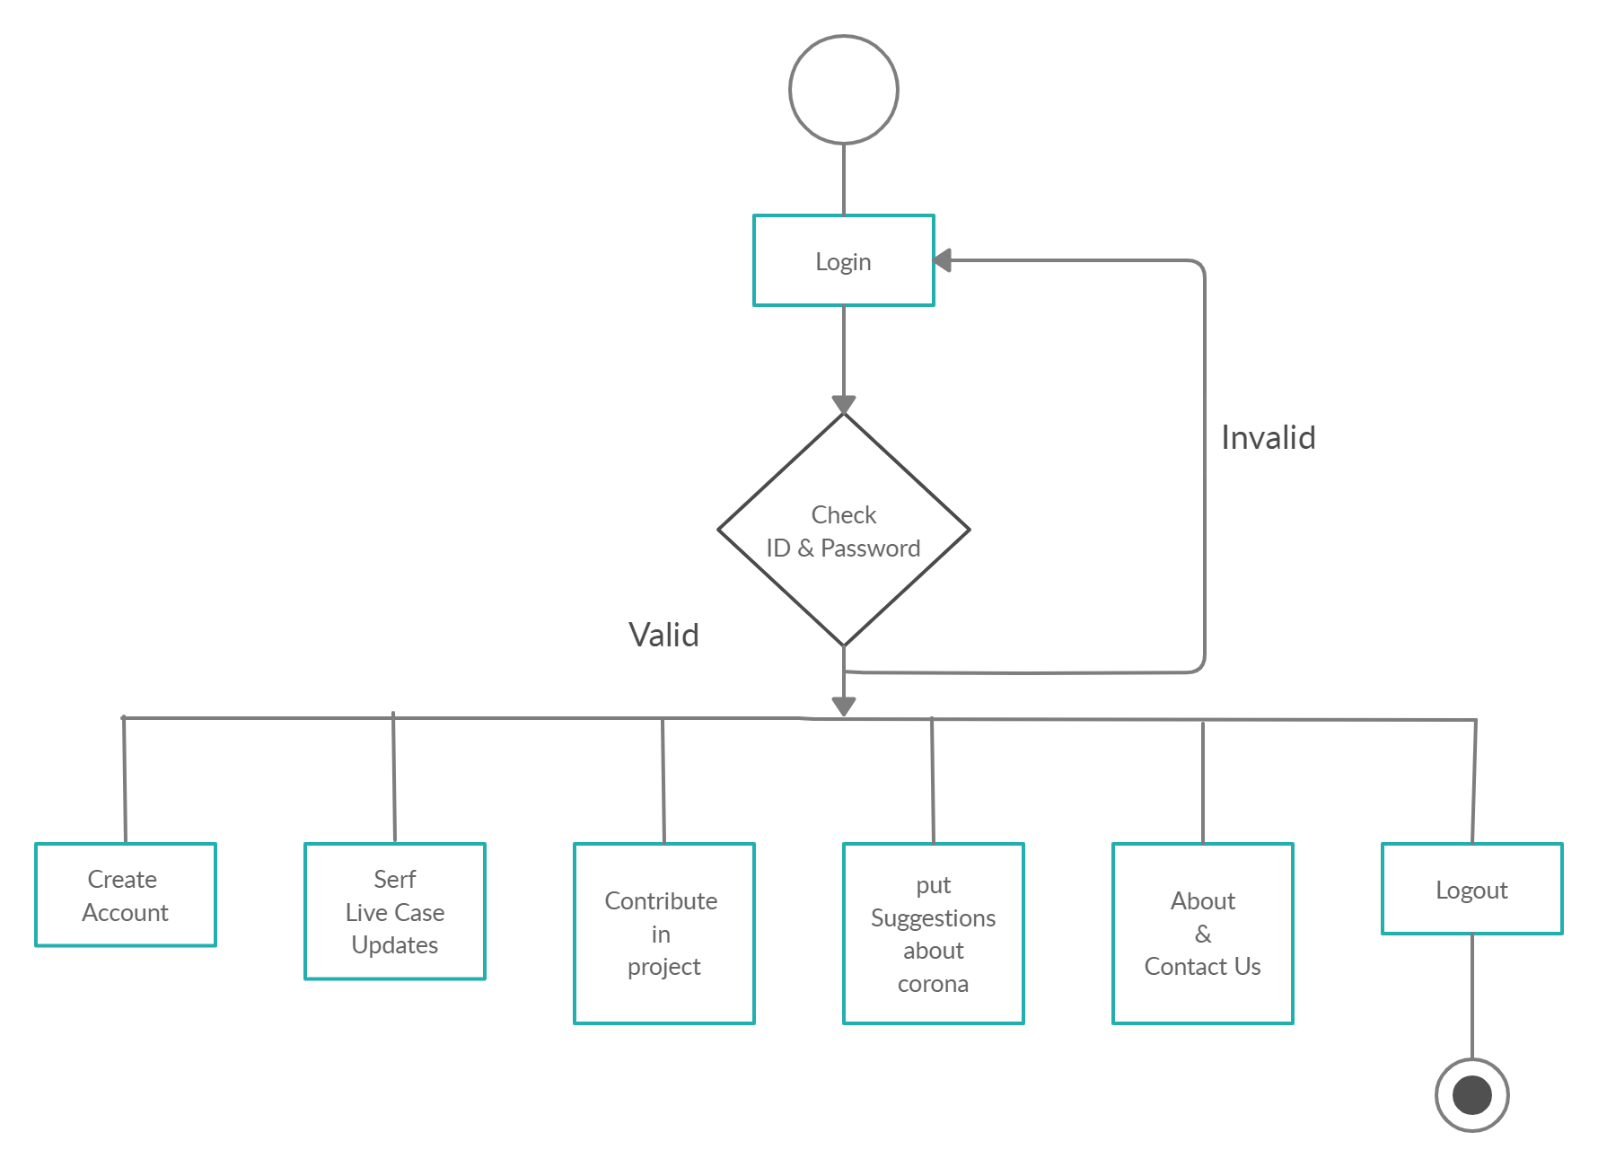 Login
Invalid
Check
ID & Password
Valid
Create
Account
Serf
Live Case
Updates
Contribute
in
project
put
Suggestions
about
corona
About
&
Contact Us
Logout